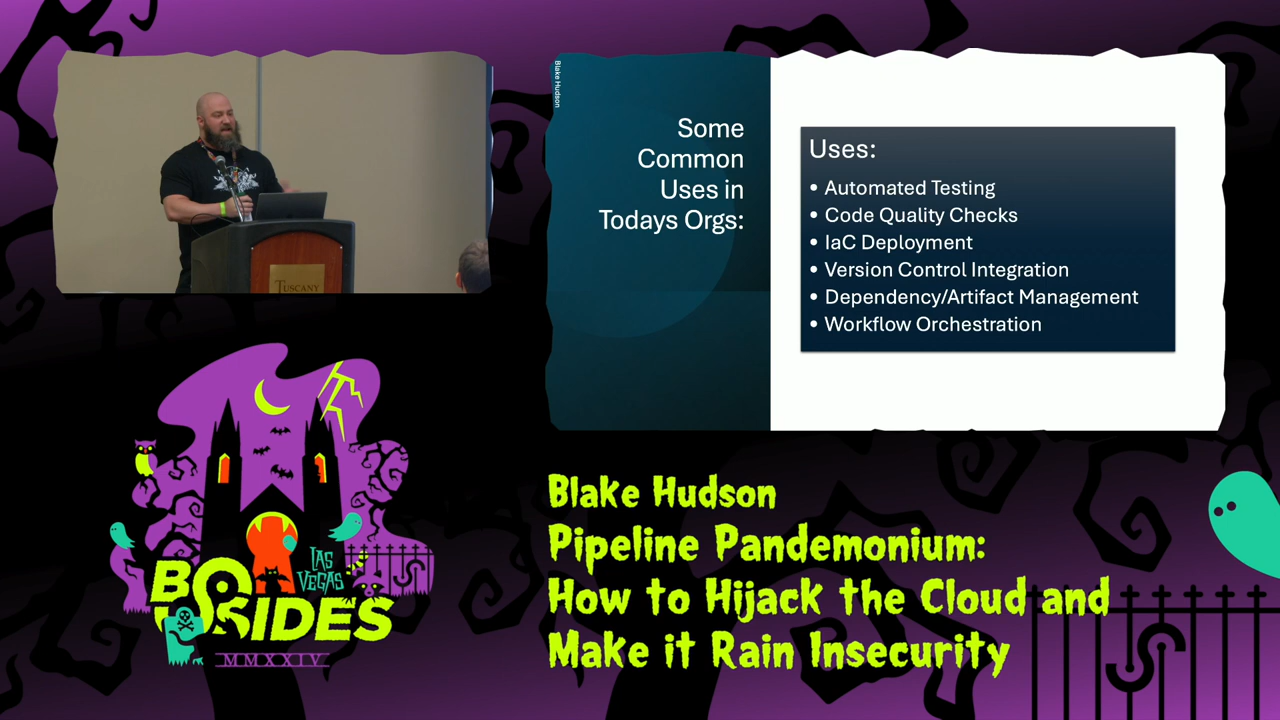 TUSCANY
Blake Hudson
Some
Common
Uses in
Todays Orgs:
Uses:
• Automated Testing
• Code Quality Checks
• IaC Deployment
• Version Control Integration
• Dependency/Artifact Management
• Workflow Orchestration
LAS
VEGAS
BSIDES
MMXXIV
Blake Hudson
Pipeline Pandemonium:
How to Hijack the Cloud and
Make it Rain Insecurity